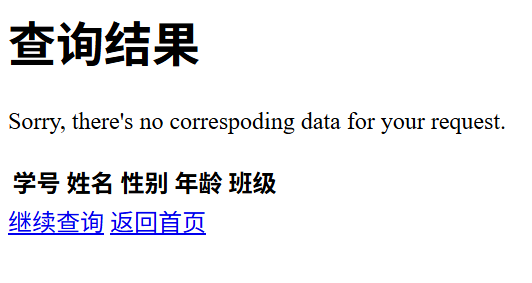 查询结果
Sorry, there's no correspoding data for your request.
学号 姓名 性别 年龄 班级
继续查询 返回首页